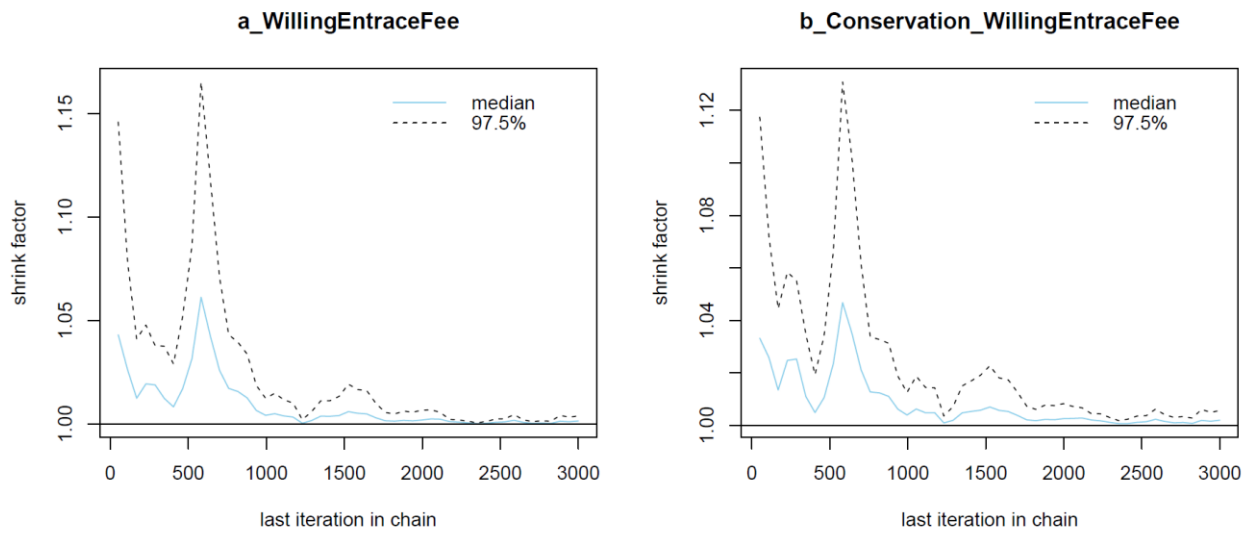 a_WillingEntraceFee
shrink factor
1.15
1.10
1.05
1.00
median
97.5%
0 500 1000 1500 2000 2500 3000
last iteration in chain
b_Conservation_WillingEntraceFee
shrink factor
1.12
1.08
1.04
1.00
median
97.5%
0 500 1000 1500 2000 2500 3000
last iteration in chain